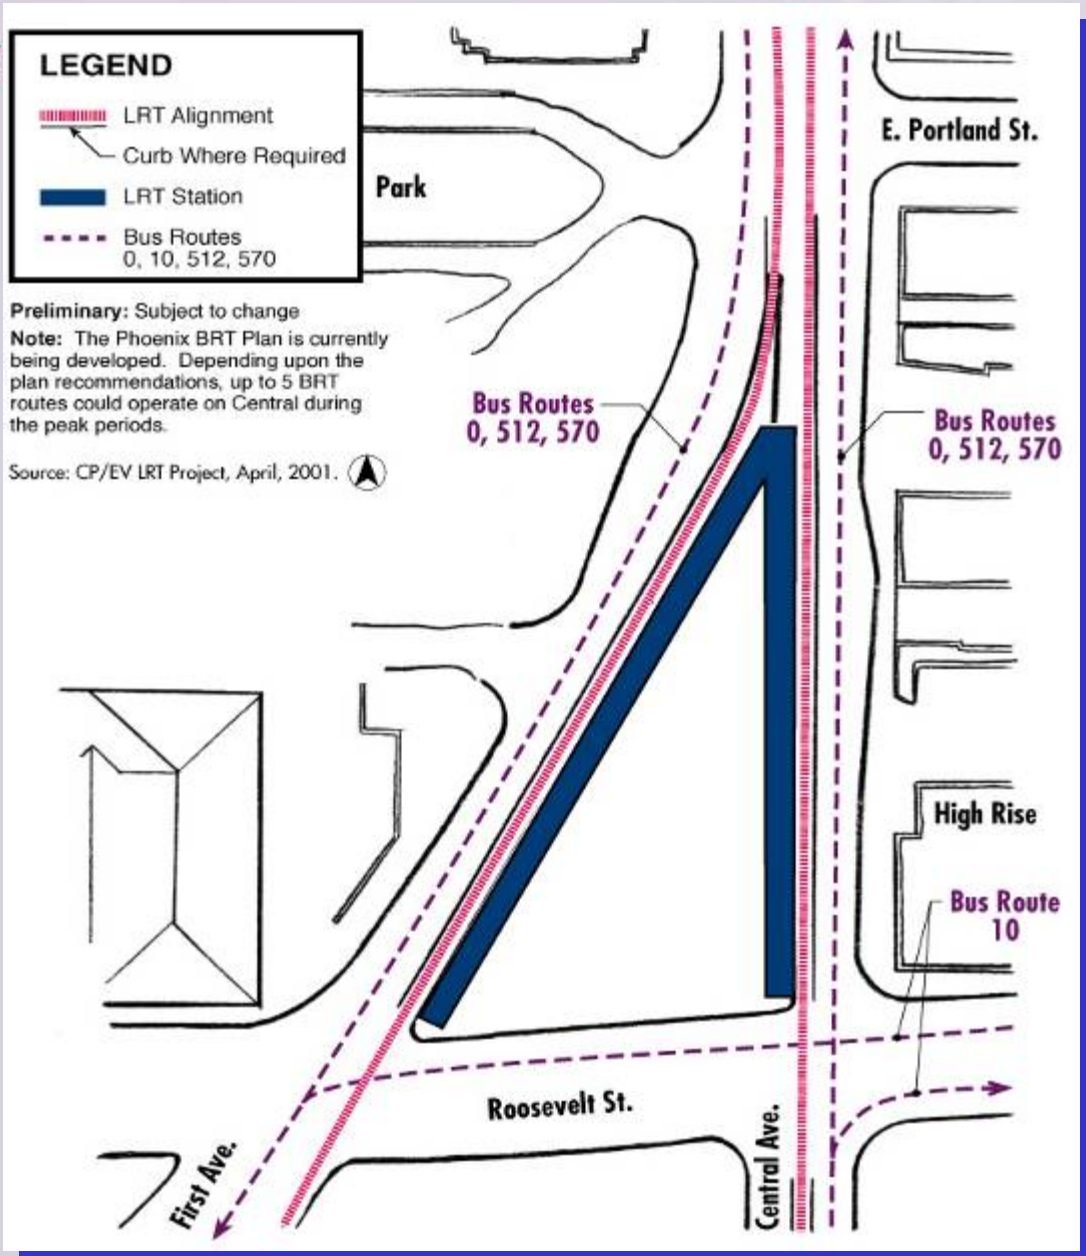 LEGEND
LRT Alignment
Curb Where Required
LRT Station
Bus Routes
0, 10, 512, 570
Preliminary: Subject to change
Note: The Phoenix BRT Plan is currently
being developed. Depending upon the
plan recommendations, up to 5 BRT
routes could operate on Central during
the peak periods.
Source: CP/EV LRT Project, April, 2001.
Park
E. Portland St.
Bus Routes
0, 512, 570
Bus Routes
0, 512, 570
High Rise
Bus Route
10
Roosevelt St.
First Ave.
Central Ave.